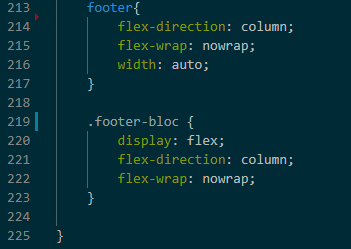 213 footer{
214 flex-direction: column;
215 flex-wrap: nowrap;
216 width: auto;
217 }
218
219 .footer-bloc {
220 display: flex;
221 flex-direction: column;
222 flex-wrap: nowrap;
223 }
224
225 }